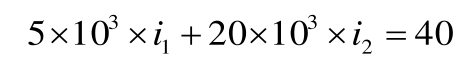 5×10³ × i₁ + 20×10³ × i₂ = 40